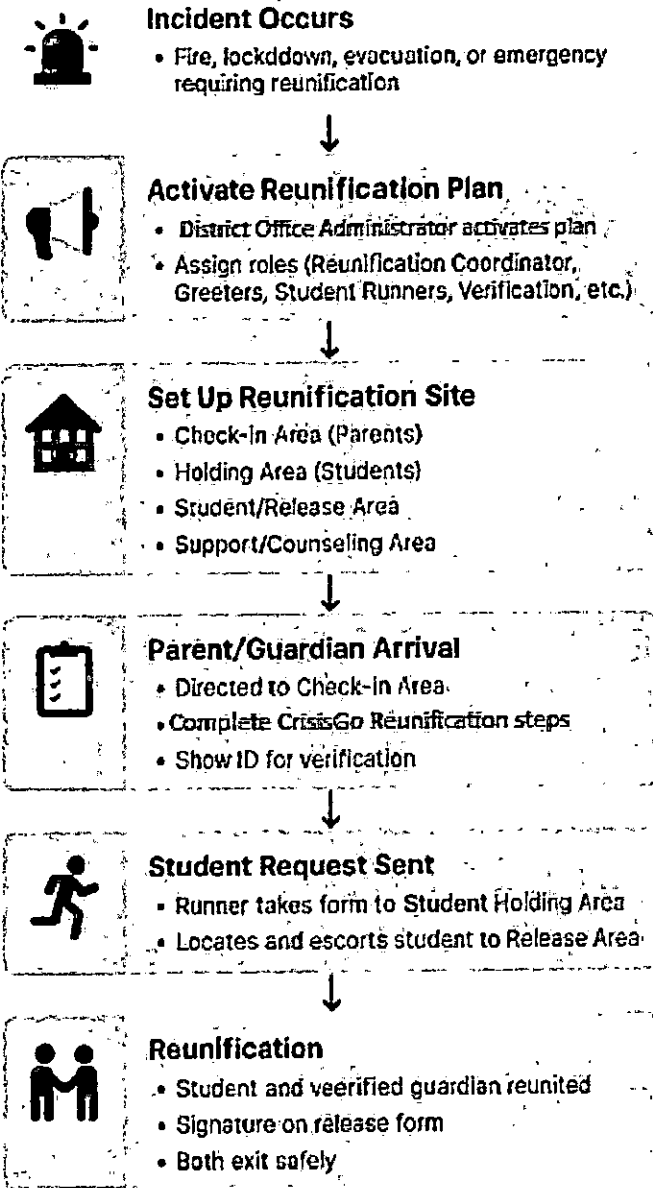 Incident Occurs
• Fire, lockddown, evacuation, or emergency
requiring reunification
Activate Reunification Plan
• District Office Administrator activates plan
• Assign roles (Reunification Coordinator,
Greeters, Student Runners, Verification, etc.)
Set Up Reunification Site
• Check-in Area (Parents)
• Holding Area (Students)
• Student/Release Area
• Support/Counseling Area
Parent/Guardian Arrival
• Directed to Check-in Area
• Complete CrisisGo Reunification steps
• Show ID for verification
Student Request Sent
• Runner takes form to Student Holding Area
• Locates and escorts student to Release Area
Reunification
• Student and veerified guardian reunited
• Signature on release form
• Both exit safely